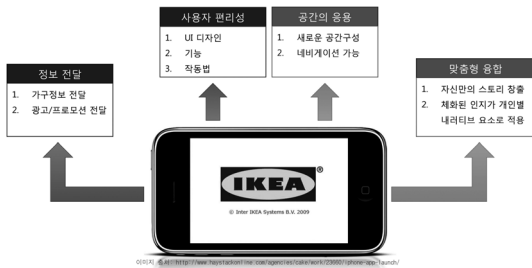 사용자 편리성
1. UI 디자인
2. 기능
3. 작동법
공간의 응용
1. 새로운 공간구성
2. 네비게이션 가능
정보 전달
1. 가구정보 전달
2. 광고/프로모션 전달
맞춤형 융합
1. 자신만의 스토리 창출
2. 체화된 인지가 개인별
내러티브 요소로 적용
IKEA®
© Inter IKEA Systems B.V. 2009